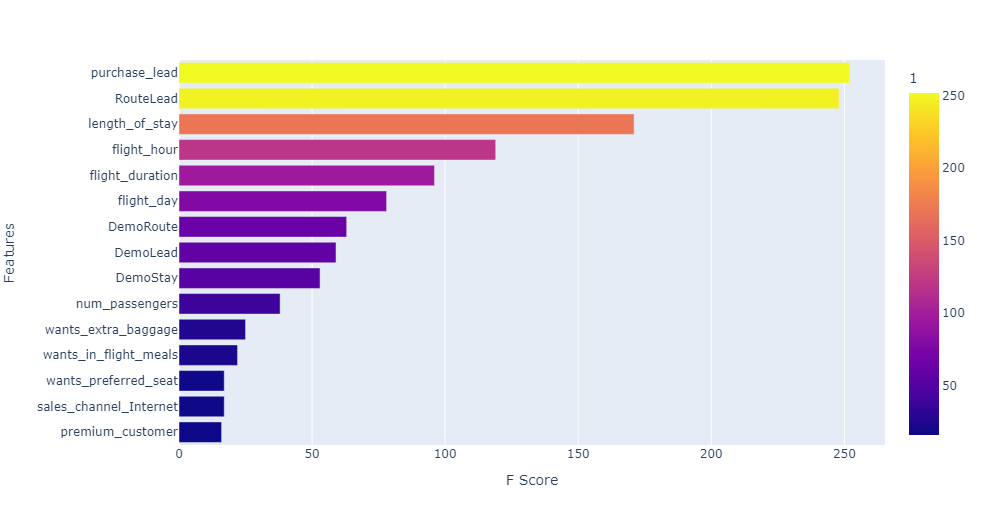 purchase_lead
RouteLead
length_of_stay
flight_hour
flight_duration
flight_day
DemoRoute
DemoLead
DemoStay
num_passengers
wants_extra_baggage
wants_in_flight_meals
wants_preferred_seat
sales_channel_Internet
premium_customer
Features
0 50 100 150 200 250
F Score
1
250
200
150
100
50